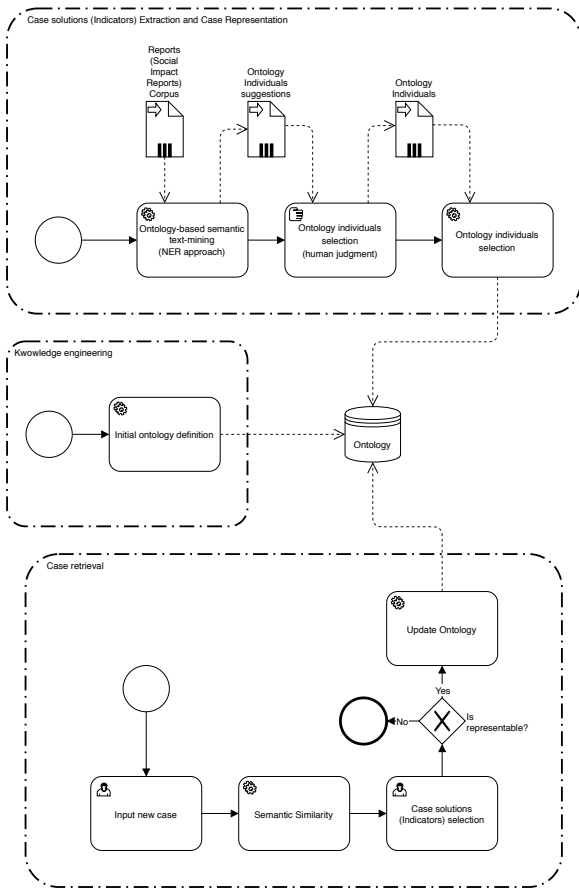 Case solutions (Indicators) Extraction and Case Representation
Reports
(Social
Impact
Reports)
Corpus
Ontology
Individuals
suggestions
Ontology
Individuals
Ontology-based semantic
text-mining
(NER approach)
Ontology individuals
selection
(human judgment)
Ontology individuals
selection
Kwowledge engineering
Initial ontology definition
Ontology
Case retrieval
Update Ontology
Yes
No
Is
representable?
Input new case
Semantic Similarity
Case solutions
(Indicators) selection